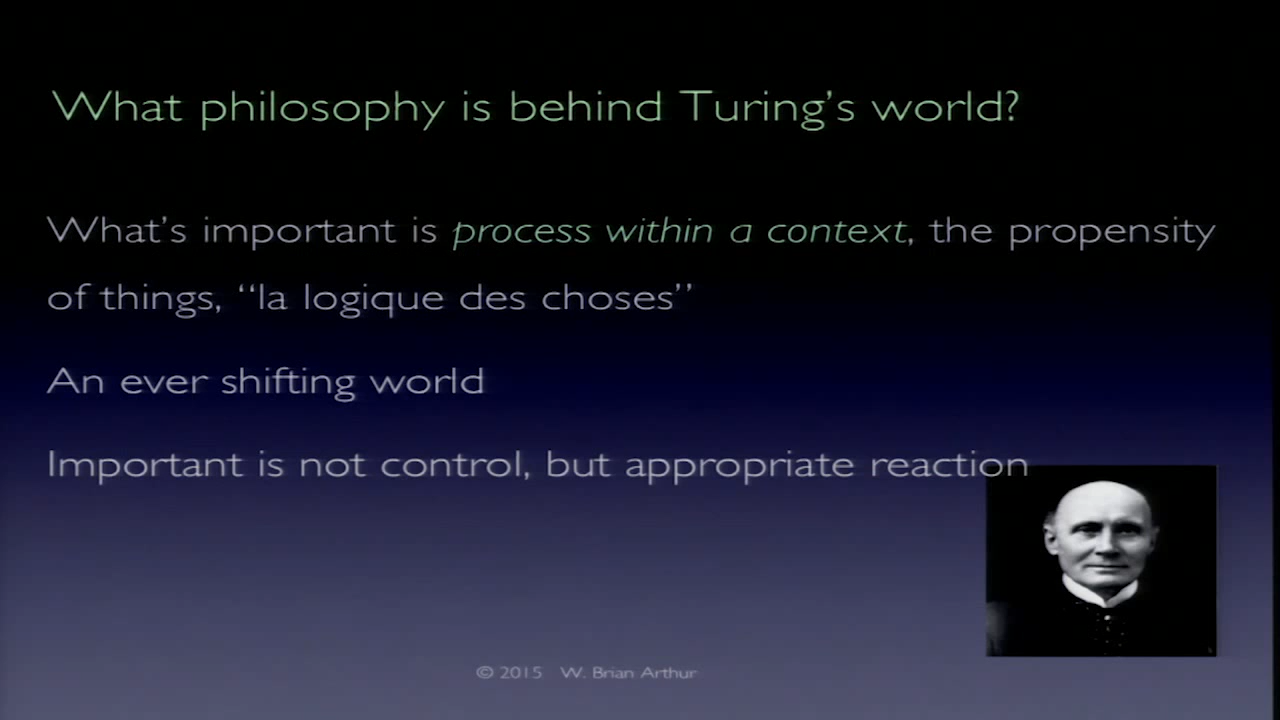 What philosophy is behind Turing's world?
What's important is process within a context, the propensity
of things, “la logique des choses”
An ever shifting world
Important is not control, but appropriate reaction
© 2015 W. Brian Arthur